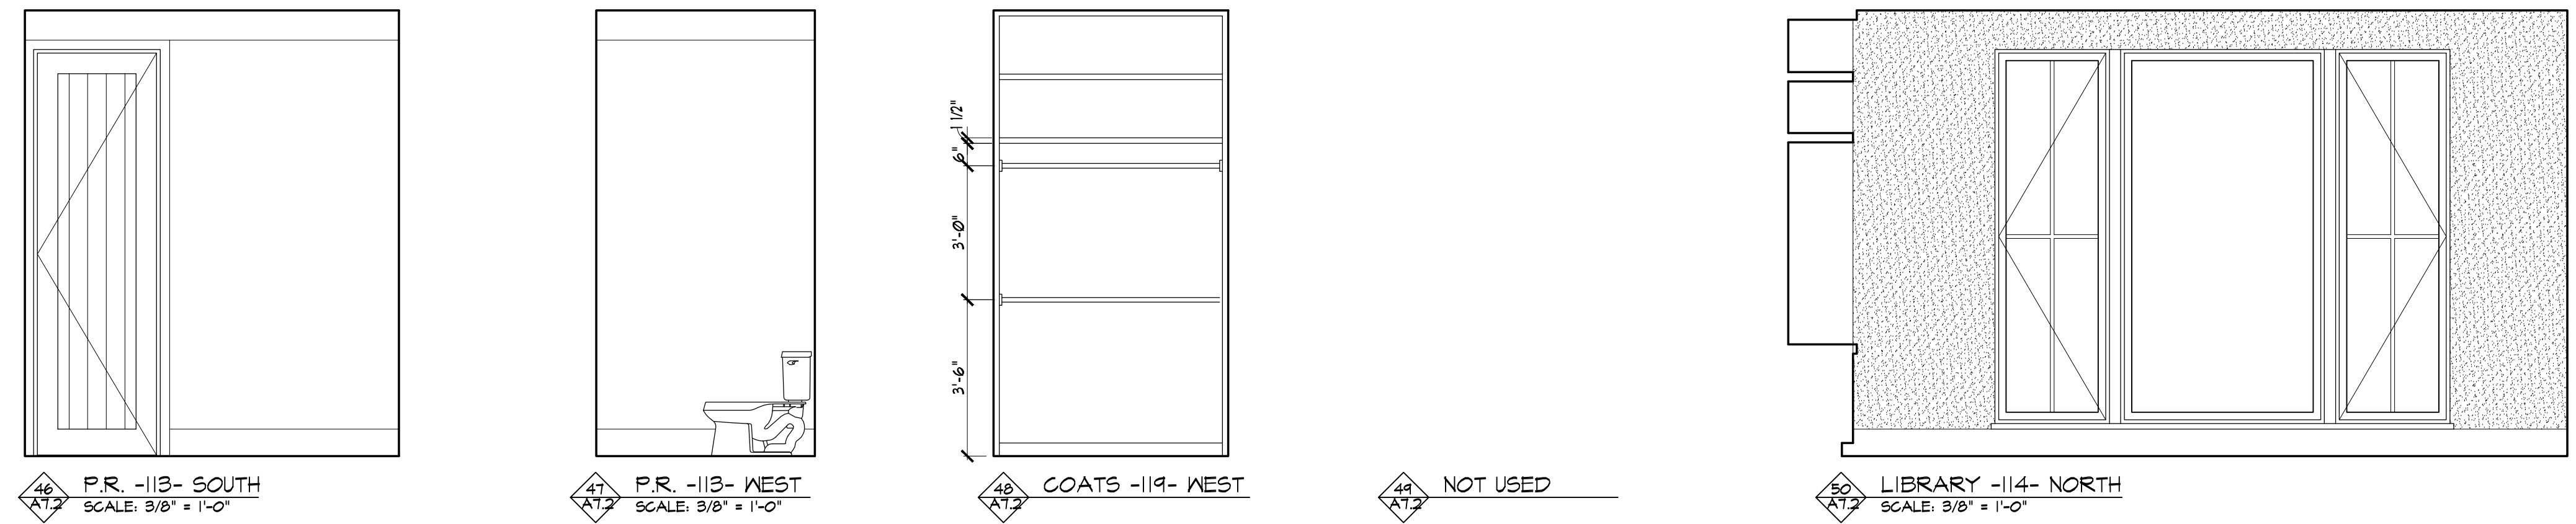 1 1/2"
6"
3'-0"
3'-6"
46
A7.2
P.R. -113- SOUTH
SCALE: 3/8" = 1'-0"
47
A7.2
P.R. -113- WEST
SCALE: 3/8" = 1'-0"
48
A7.2
COATS -119- WEST
49
A7.2
NOT USED
50
A7.2
LIBRARY -114- NORTH
SCALE: 3/8" = 1'-0"